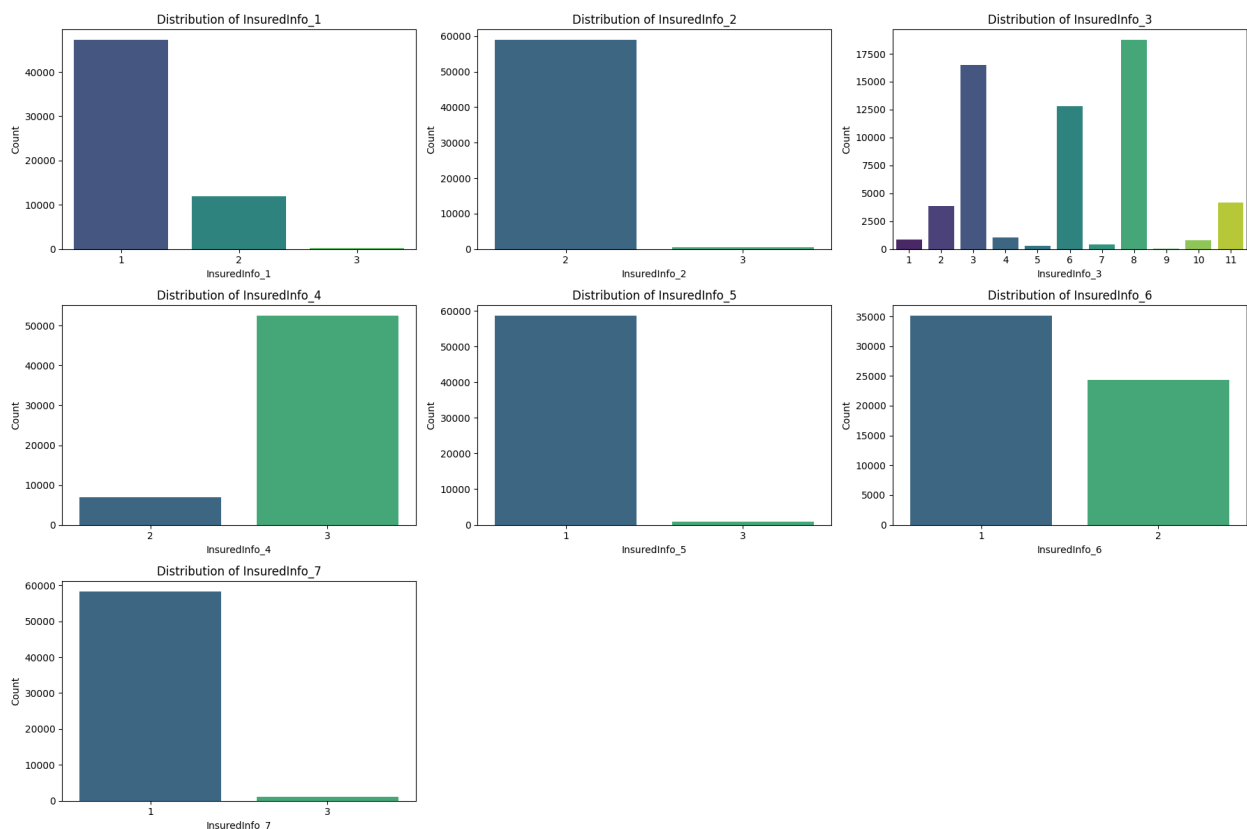 Distribution of InsuredInfo_1
40000
30000
20000
10000
0
Count
1 2 3
InsuredInfo_1
Distribution of InsuredInfo_2
60000
50000
40000
30000
20000
10000
0
Count
2 3
InsuredInfo_2
Distribution of InsuredInfo_3
17500
15000
12500
10000
7500
5000
2500
0
Count
1 2 3 4 5 6 7 8 9 10 11
InsuredInfo_3
Distribution of InsuredInfo_4
50000
40000
30000
20000
10000
0
Count
2 3
InsuredInfo_4
Distribution of InsuredInfo_5
60000
50000
40000
30000
20000
10000
0
Count
1 3
InsuredInfo_5
Distribution of InsuredInfo_6
35000
30000
25000
20000
15000
10000
5000
0
Count
1 2
InsuredInfo_6
Distribution of InsuredInfo_7
60000
50000
40000
30000
20000
10000
0
Count
1 3
InsuredInfo_7